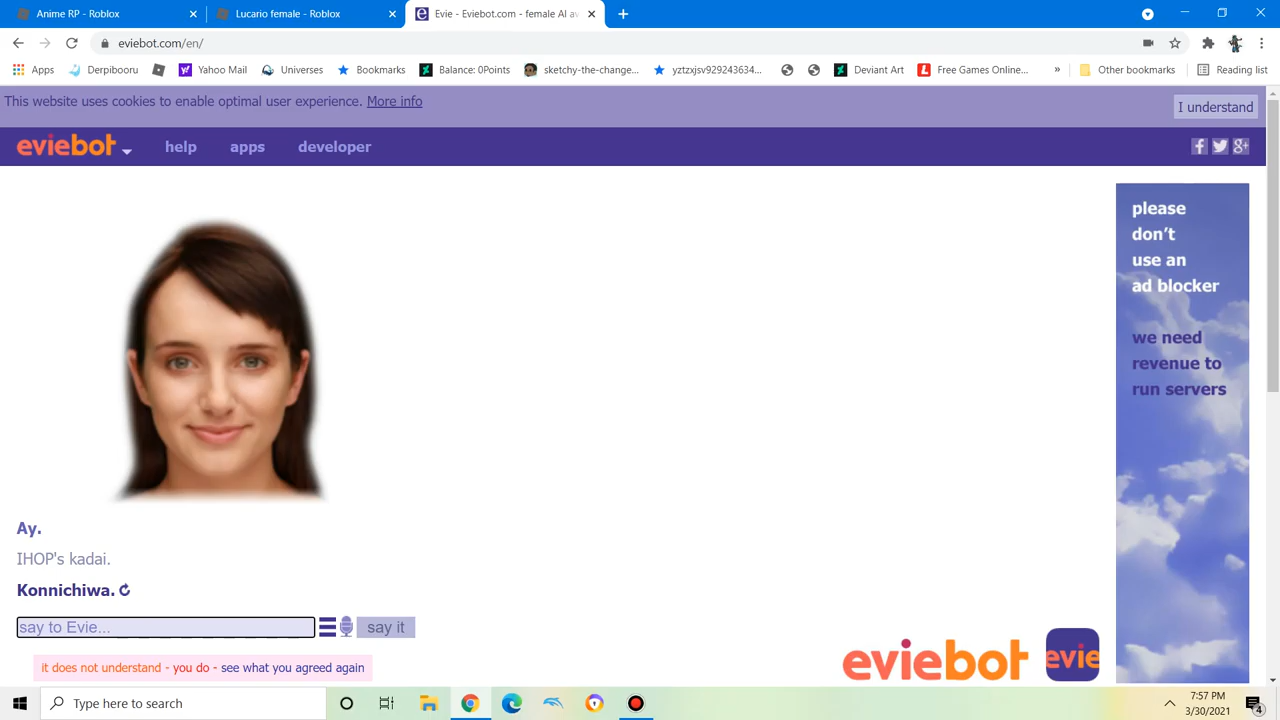 Anime RP - Roblox
Lucario female - Roblox
Evie - Eviebot.com - female AI av
eviebot.com/en/
Apps
Derpibooru
Yahoo Mail
Universes
Bookmarks
Balance: 0Points
sketchy-the-change...
yztzxjsv929243634...
Deviant Art
Free Games Online...
»
Other bookmarks
Reading list
This website uses cookies to enable optimal user experience. More info
I understand
eviebot
help
apps
developer
please
don't
use an
ad blocker
we need
revenue to
run servers
Ay.
IHOP's kadai.
Konnichiwa.
say to Evie...
say it
it does not understand - you do - see what you agreed again
eviebot
evie
Type here to search
7:57 PM
3/30/2021
4